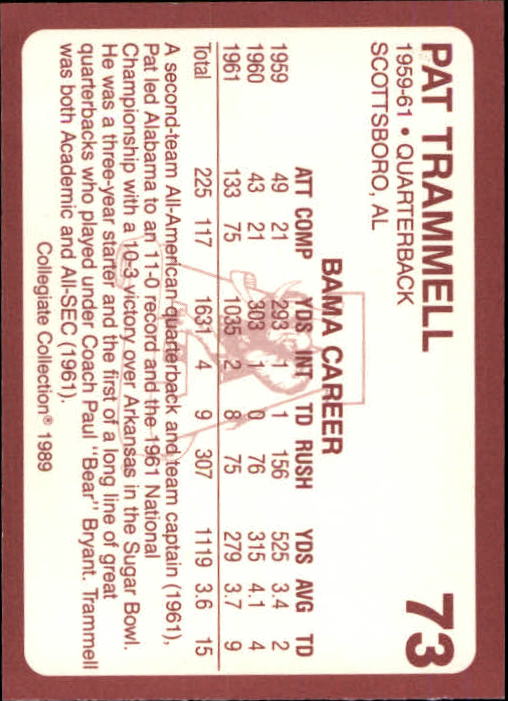 PAT TRAMMELL 73
1959-61 • QUARTERBACK
SCOTTSBORO, AL
BAMA CAREER
ATT COMP YDS INT TD RUSH YDS AVG TD
1959 49 21 293 1 1 156 525 3.4 2
1960 43 21 303 1 0 76 315 4.1 4
1961 133 75 1035 2 8 75 279 3.7 9
Total 225 117 1631 4 9 307 1119 3.6 15
A second-team All-American quarterback and team captain (1961),
Pat led Alabama to an 11-0 record and the 1961 National
Championship with a 10-3 victory over Arkansas in the Sugar Bowl.
He was a three-year starter and the first of a long line of great
quarterbacks who played under Coach Paul "Bear" Bryant. Trammell
was both Academic and All-SEC (1961).
Collegiate Collection® 1989